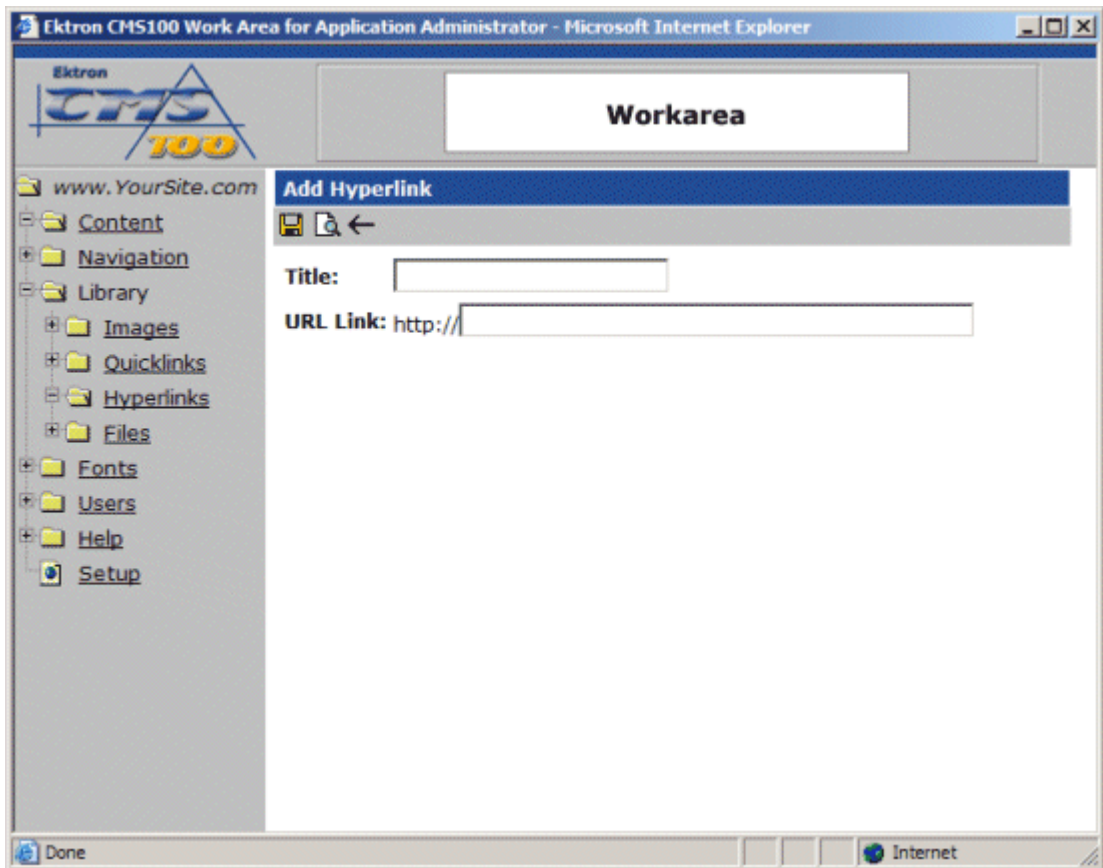 Ektron CMS100 Work Area for Application Administrator - Microsoft Internet Explorer
Ektron
CMS
100
Workarea
www.YourSite.com
Content
Navigation
Library
Images
Quicklinks
Hyperlinks
Files
Fonts
Users
Help
Setup
Add Hyperlink
Title:
URL Link: http://
Done
Internet